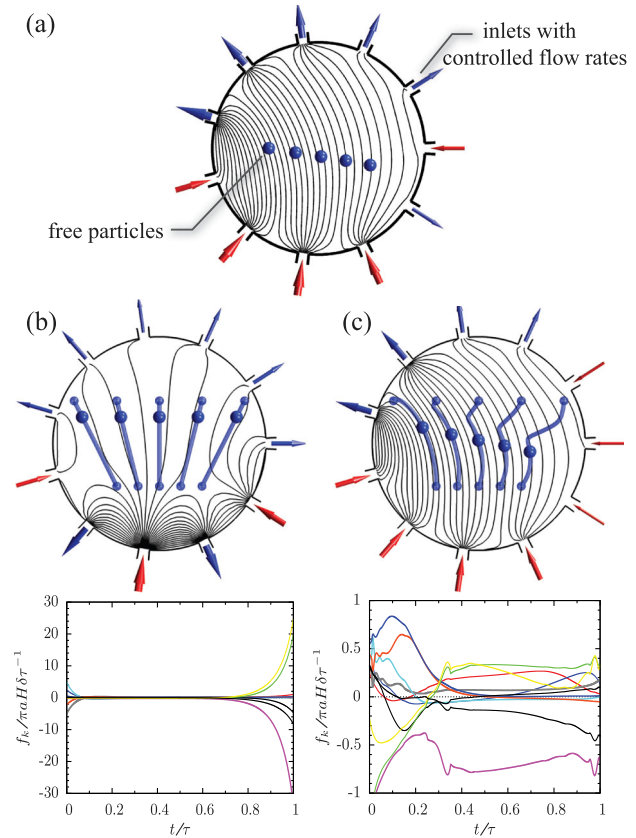 (a)
inlets with
controlled flow rates
free particles
(b)
(c)
30
20
10
0
-10
-20
-30
0 0.2 0.4 0.6 0.8 1
t/τ
f_k/πaHδτ⁻¹
1
0.5
0
-0.5
-1
0 0.2 0.4 0.6 0.8 1
t/τ
f_k/πaHδτ⁻¹